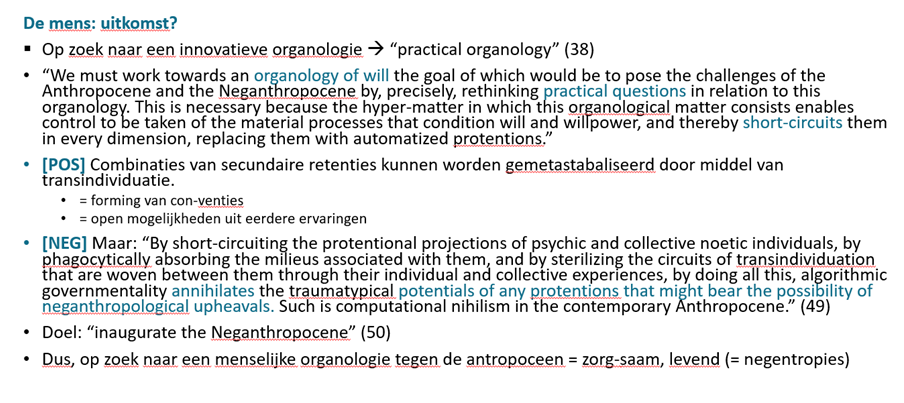 De mens: uitkomst?
▪ Op zoek naar een innovatieve organologie → “practical organology” (38)
• “We must work towards an organology of will the goal of which would be to pose the challenges of the
Anthropocene and the Neganthropocene by, precisely, rethinking practical questions in relation to this
organology. This is necessary because the hyper-matter in which this organological matter consists enables
control to be taken of the material processes that condition will and willpower, and thereby short-circuits them
in every dimension, replacing them with automatized protentions.”
• [POS] Combinaties van secundaire retenties kunnen worden gemetastabaliseerd door middel van
transindividuatie.
• = forming van con-venties
• = open mogelijkheden uit eerdere ervaringen
• [NEG] Maar: “By short-circuiting the protentional projections of psychic and collective noetic individuals, by
phagocytically absorbing the milieus associated with them, and by sterilizing the circuits of transindividuation
that are woven between them through their individual and collective experiences, by doing all this, algorithmic
governmentality annihilates the traumatypical potentials of any protentions that might bear the possibility of
neganthropological upheavals. Such is computational nihilism in the contemporary Anthropocene.” (49)
• Doel: “inaugurate the Neganthropocene” (50)
• Dus, op zoek naar een menselijke organologie tegen de antropoceen = zorg-saam, levend (= negentropies)